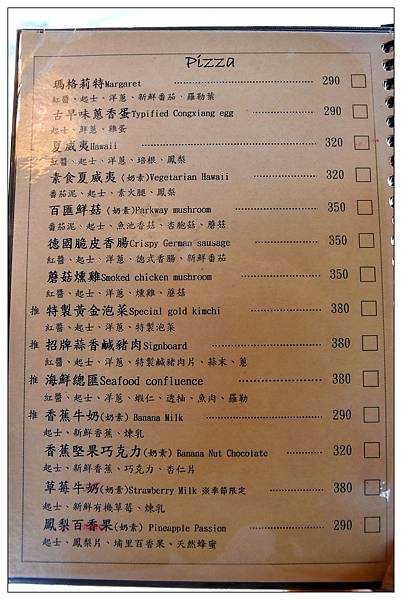 Pizza
瑪格莉特Margaret 290
紅醬、起士、洋蔥、新鮮番茄、羅勒葉
古早味蔥香蛋Typified Congxiang egg 290
起士、鮮蔥、雞蛋
夏威夷Hawaii 320
紅醬、起士、洋蔥、培根、鳳梨
素食夏威夷(奶素)Vegetarian Hawaii 320
番茄泥、起士、素火腿、鳳梨
百匯鮮菇(奶素)Parkway mushroom 350
番茄泥、起士、魚池香菇、杏胞菇、蘑菇
德國脆皮香腸Crispy German sausage 350
紅醬、起士、洋蔥、德式香腸、新鮮番茄
蘑菇燻雞Smoked chicken mushroom 350
紅醬、起士、洋蔥、燻雞、蘑菇
推 特製黃金泡菜Special gold kimchi 380
紅醬、起士、洋蔥、特製泡菜
推 招牌蒜香鹹豬肉Signboard 380
紅醬、起士、洋蔥、特製鹹豬肉片、蒜末、蔥
推 海鮮總匯Seafood confluence 380
紅醬、起士、洋蔥、蝦仁、透抽、魚肉、羅勒
推 香蕉牛奶(奶素) Banana Milk 290
起士、新鮮香蕉、煉乳
香蕉堅果巧克力(奶素) Banana Nut Chocolate 320
起士、新鮮香蕉、巧克力、杏仁片
草莓牛奶(奶素)Strawberry Milk ※季節限定 380
起士、新鮮有機草莓、煉乳
鳳梨百香果(奶素) Pineapple Passion 290
起士、鳳梨片、埔里百香果、天然蜂蜜